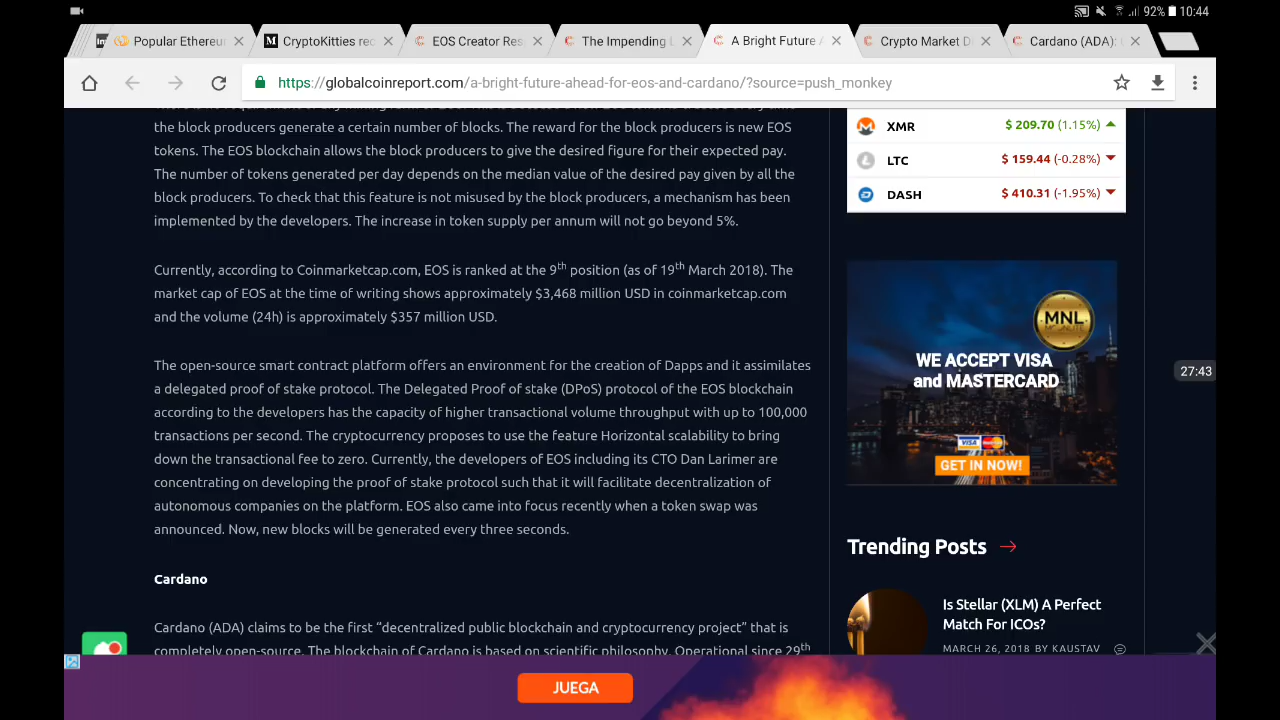 92% 10:44
Popular Ethereu
CryptoKitties rec
EOS Creator Res
The Impending
A Bright Future
Crypto Market D
Cardano (ADA):
https://globalcoinreport.com/a-bright-future-ahead-for-eos-and-cardano/?source=push_monkey
the block producers generate a certain number of blocks. The reward for the block producers is new EOS
tokens. The EOS blockchain allows the block producers to give the desired figure for their expected pay.
The number of tokens generated per day depends on the median value of the desired pay given by all the
block producers. To check that this feature is not misused by the block producers, a mechanism has been
implemented by the developers. The increase in token supply per annum will not go beyond 5%.
Currently, according to Coinmarketcap.com, EOS is ranked at the 9th position (as of 19th March 2018). The
market cap of EOS at the time of writing shows approximately $3,468 million USD in coinmarketcap.com
and the volume (24h) is approximately $357 million USD.
The open-source smart contract platform offers an environment for the creation of Dapps and it assimilates
a delegated proof of stake protocol. The Delegated Proof of stake (DPoS) protocol of the EOS blockchain
according to the developers has the capacity of higher transactional volume throughput with up to 100,000
transactions per second. The cryptocurrency proposes to use the feature Horizontal scalability to bring
down the transactional fee to zero. Currently, the developers of EOS including its CTO Dan Larimer are
concentrating on developing the proof of stake protocol such that it will facilitate decentralization of
autonomous companies on the platform. EOS also came into focus recently when a token swap was
announced. Now, new blocks will be generated every three seconds.
Cardano
Cardano (ADA) claims to be the first “decentralized public blockchain and cryptocurrency project” that is
completely open-source. The blockchain of Cardano is based on scientific philosophy. Operational since 29th
XMR $ 209.70 (1.15%)
LTC $ 159.44 (-0.28%)
DASH $ 410.31 (-1.95%)
MNL
WE ACCEPT VISA
and MASTERCARD
VISA
GET IN NOW!
27:43
Trending Posts
Is Stellar (XLM) A Perfect
Match For ICOs?
MARCH 26, 2018 BY KAUSTAV
JUEGA